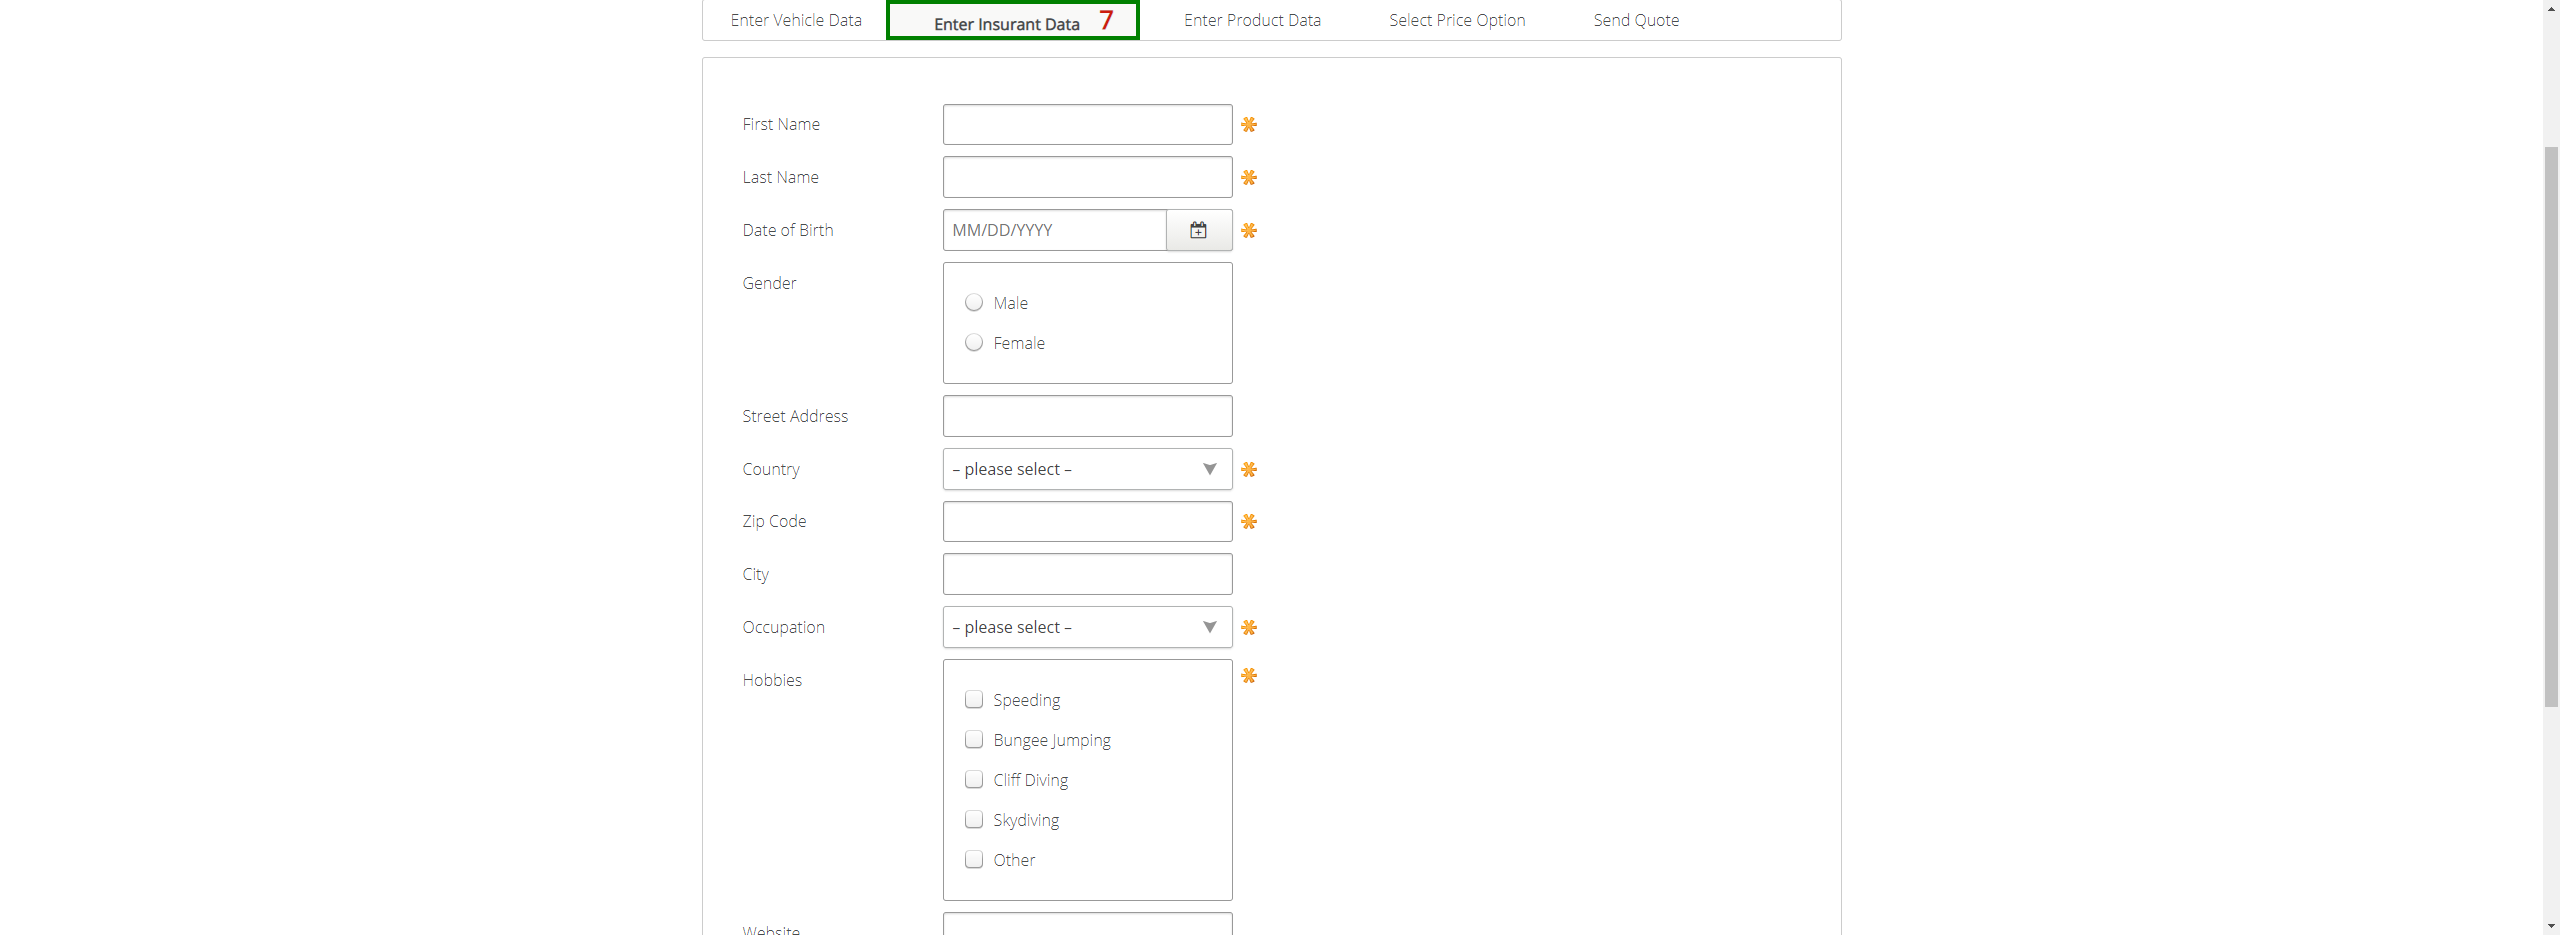 Enter Vehicle Data Enter Insurant Data 7 Enter Product Data Select Price Option Send Quote
First Name
Last Name
Date of Birth MM/DD/YYYY
Gender
Male
Female
Street Address
Country – please select –
Zip Code
City
Occupation – please select –
Hobbies
Speeding
Bungee Jumping
Cliff Diving
Skydiving
Other
Website